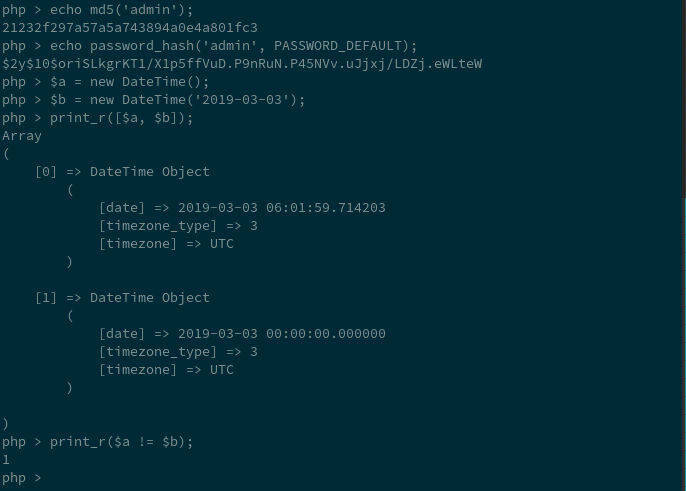 php > echo md5('admin');
21232f297a57a5a743894a0e4a801fc3
php > echo password_hash('admin', PASSWORD_DEFAULT);
$2y$10$oriSLkgrKT1/X1p5ffVuD.P9nRuN.P45NVv.uJjxj/LDZj.eWLteW
php > $a = new DateTime();
php > $b = new DateTime('2019-03-03');
php > print_r([$a, $b]);
Array
(
    [0] => DateTime Object
        (
            [date] => 2019-03-03 06:01:59.714203
            [timezone_type] => 3
            [timezone] => UTC
        )

    [1] => DateTime Object
        (
            [date] => 2019-03-03 00:00:00.000000
            [timezone_type] => 3
            [timezone] => UTC
        )

)
php > print_r($a != $b);
1
php >